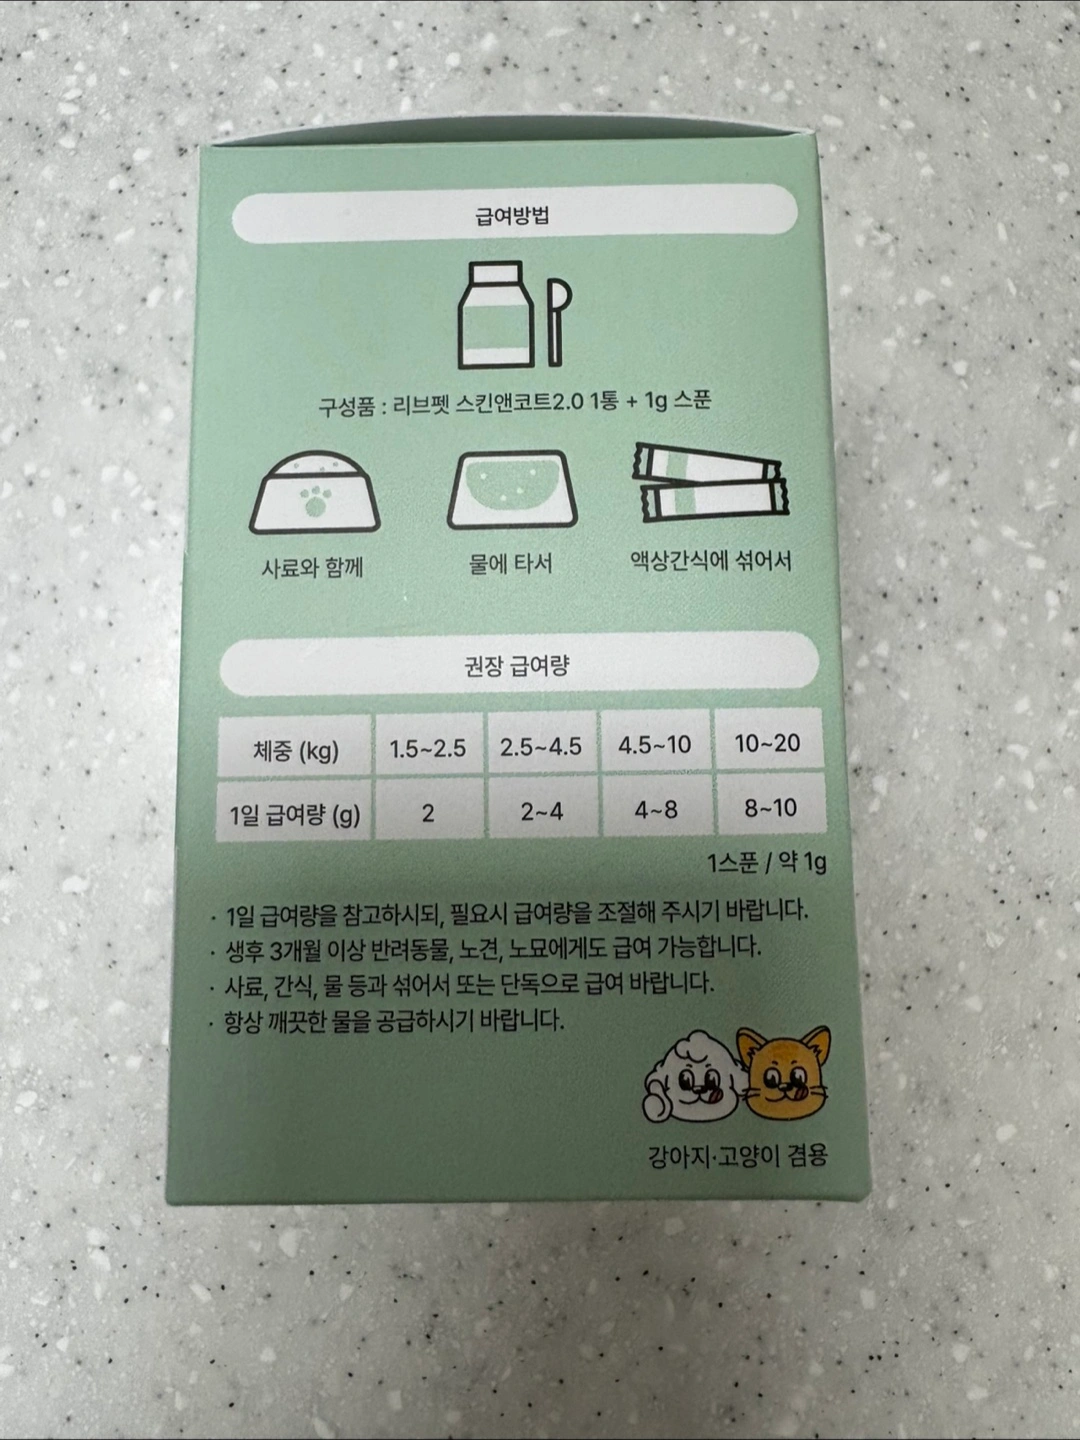 급여방법
구성품 : 리브펫 스킨앤코트2.0 1통 + 1g 스푼
사료와 함께
물에 타서
액상간식에 섞어서
권장 급여량
체중 (kg) 1.5~2.5 2.5~4.5 4.5~10 10~20
1일 급여량 (g) 2 2~4 4~8 8~10
1스푼 / 약 1g
· 1일 급여량을 참고하시되, 필요시 급여량을 조절해 주시기 바랍니다.
· 생후 3개월 이상 반려동물, 노견, 노묘에게도 급여 가능합니다.
· 사료, 간식, 물 등과 섞어서 또는 단독으로 급여 바랍니다.
· 항상 깨끗한 물을 공급하시기 바랍니다.
강아지·고양이 겸용